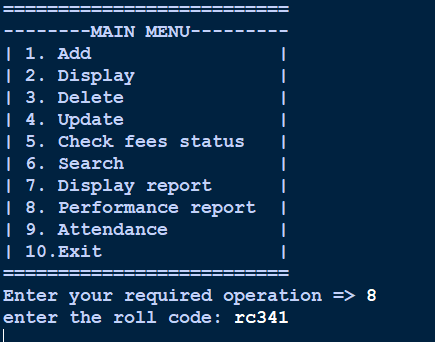 ==========================
--------MAIN MENU---------
| 1. Add                 |
| 2. Display             |
| 3. Delete              |
| 4. Update              |
| 5. Check fees status   |
| 6. Search              |
| 7. Display report      |
| 8. Performance report  |
| 9. Attendance          |
| 10.Exit                |
==========================
Enter your required operation => 8
enter the roll code: rc341